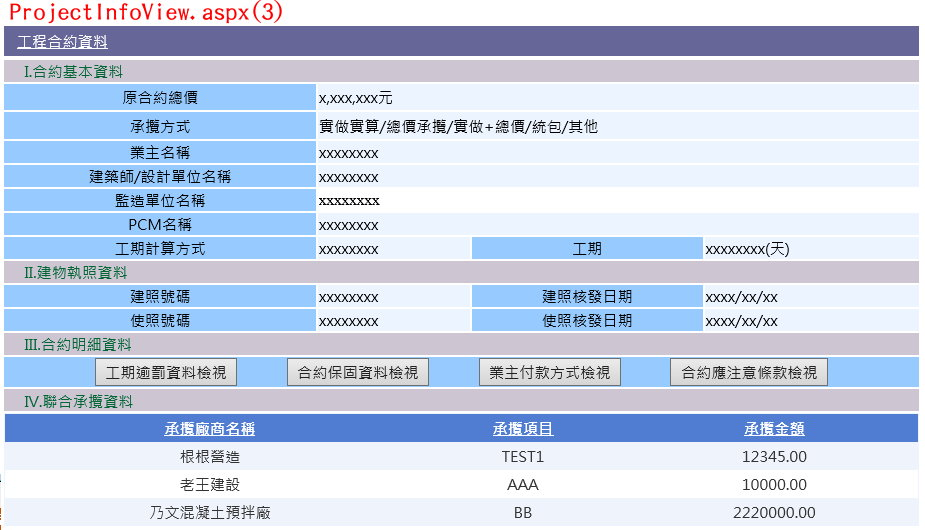 ProjectInfoView.aspx(3)
工程合約資料
I.合約基本資料
原合約總價 x,xxx,xxx元
承攬方式 實做實算/總價承攬/實做+總價/統包/其他
業主名稱 xxxxxxxx
建築師/設計單位名稱 xxxxxxxx
監造單位名稱 xxxxxxxx
PCM名稱 xxxxxxxx
工期計算方式 xxxxxxxx 工期 xxxxxxxx(天)
II.建物執照資料
建照號碼 xxxxxxxx 建照核發日期 xxxx/xx/xx
使照號碼 xxxxxxxx 使照核發日期 xxxx/xx/xx
III.合約明細資料
工期逾罰資料檢視 合約保固資料檢視 業主付款方式檢視 合約應注意條款檢視
IV.聯合承攬資料
承攬廠商名稱 承攬項目 承攬金額
根根營造 TEST1 12345.00
老王建設 AAA 10000.00
乃文混凝土預拌廠 BB 2220000.00